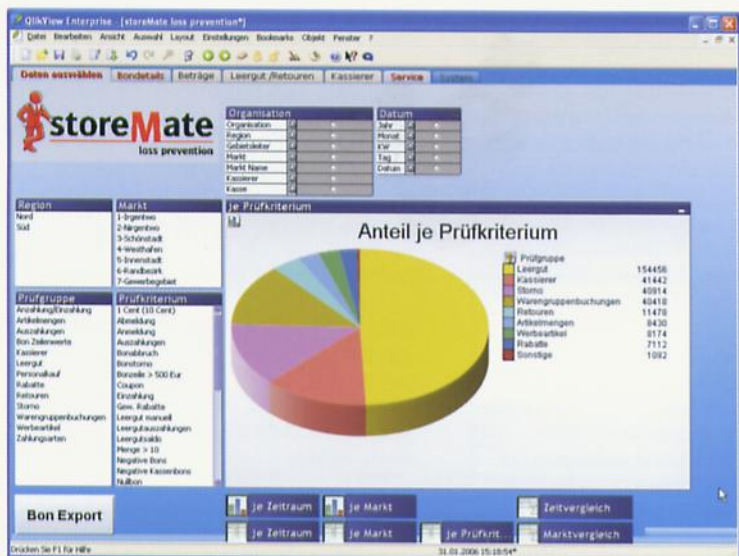 QlikView Enterprise - [storeMate loss prevention*]
Datei Bearbeiten Ansicht Auswahl Layout Einstellungen Bookmarks Objekt Fenster ?
Daten auswählen Bondetails Beträge Leergut /Retouren Kassierer Service System
storeMate
loss prevention
Organisation
Organisation
Region
Gebietsleiter
Markt
Markt Name
Kassierer
Kasse
Datum
Jahr
Monat
KW
Tag
Datum
Region
Nord
Süd
Markt
1-Irgentwo
2-Nirgentwo
3-Schönstadt
4-Westhafen
5-Innenstadt
6-Randbezirk
7-Gewerbegebiet
Prüfgruppe
Anzahlung/Einzahlung
Artikelmengen
Auszahlungen
Bon Zeilenwerte
Kassierer
Leergut
Personalkauf
Rabatte
Retouren
Storno
Warengruppenbuchungen
Werbeartikel
Zahlungsarten
Prüfkriterium
1 Cent (10 Cent)
Abmeldung
Anmeldung
Auszahlungen
Bonabbruch
Bonstorno
Bonzeile > 500 Eur
Coupon
Einzahlung
Gew. Rabatte
Leergut manuell
Leergutauszahlungen
Leergutsaldo
Menge > 10
Negative Bons
Negative Kassenbons
Nullbon
je Prüfkriterium
Anteil je Prüfkriterium
Prüfgruppe
Leergut 154456
Kassierer 41442
Storno 40914
Warengruppenbuchungen 40418
Retouren 11478
Artikelmengen 8430
Werbeartikel 8174
Rabatte 7112
Sonstige 1092
Bon Export
je Zeitraum je Markt Zeitvergleich
je Zeitraum je Markt je Prüfkrit... Marktvergleich
Drücken Sie F1 für Hilfe 31.01.2006 15:18:54*